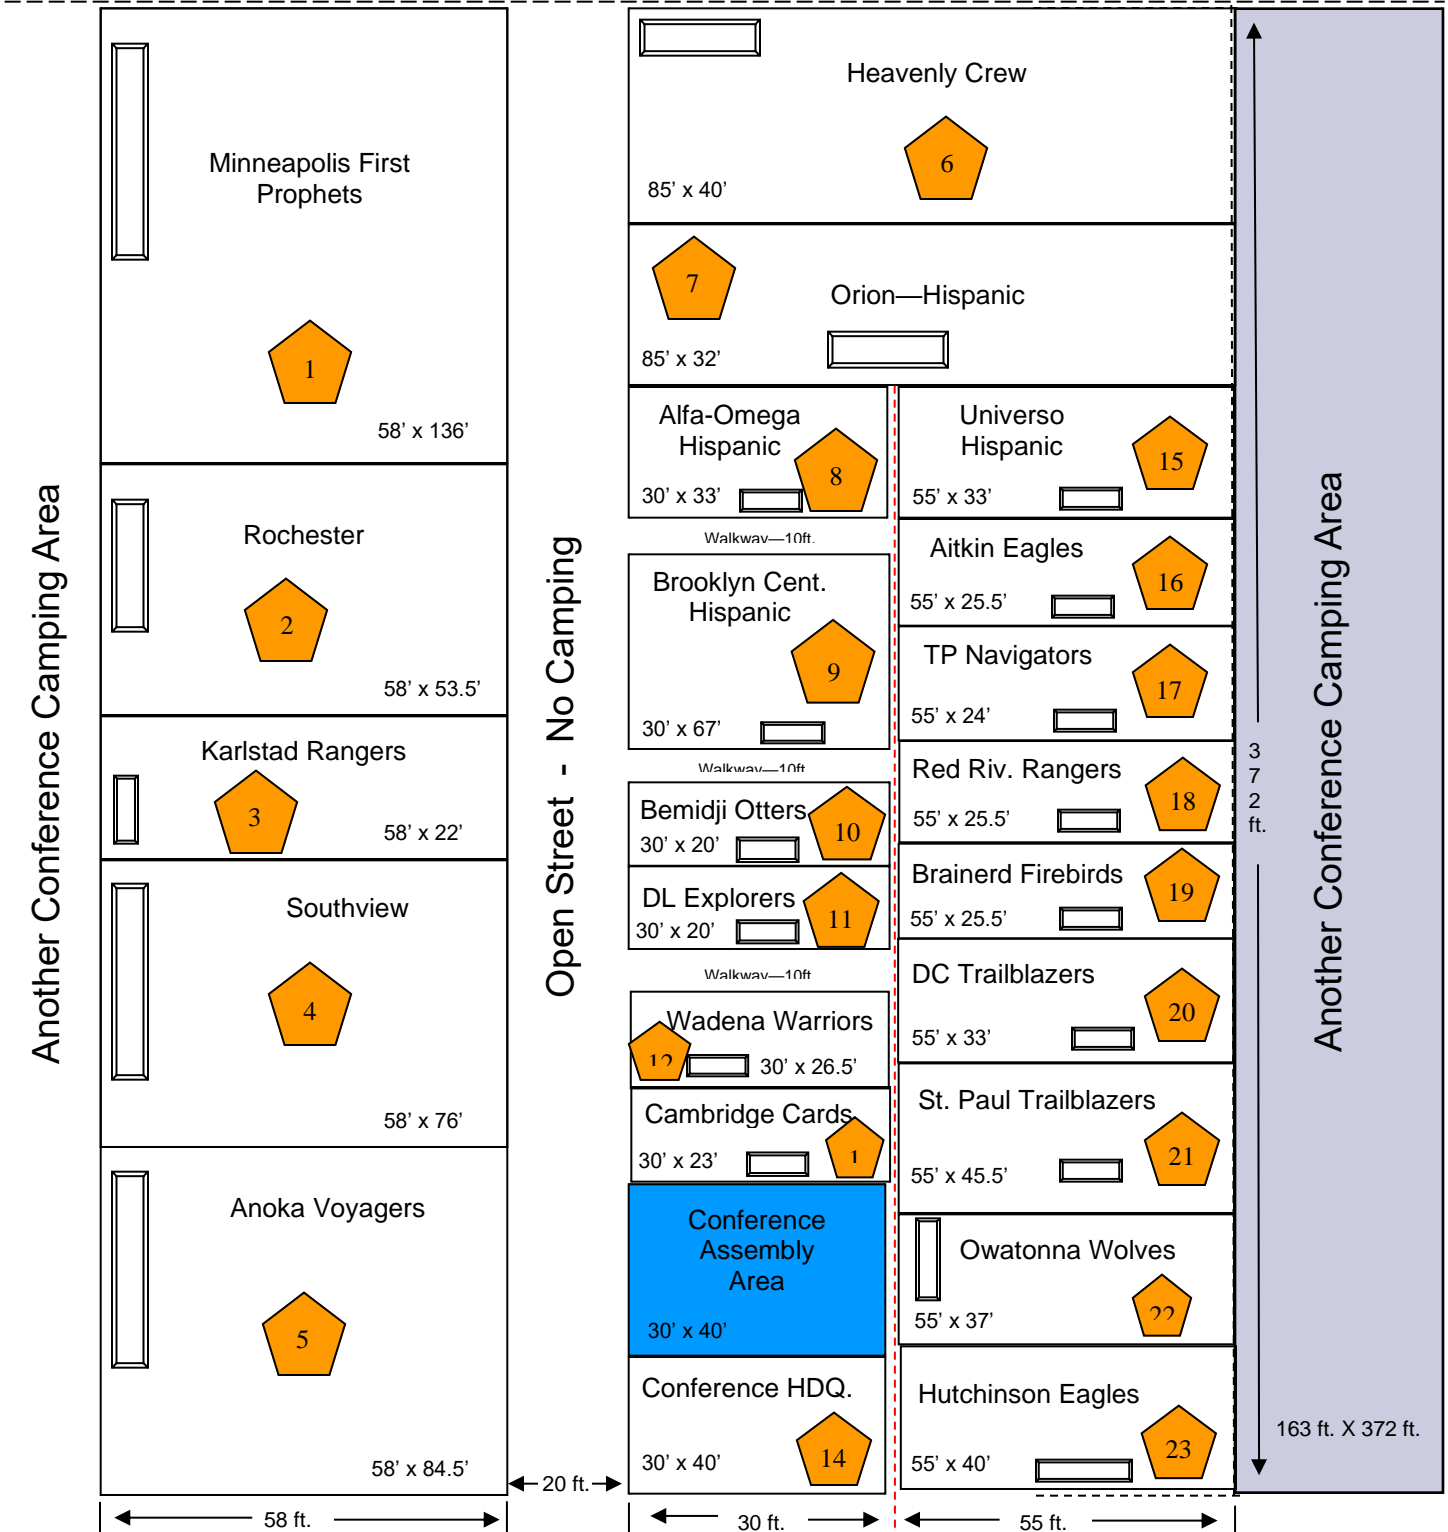 Another Conference Camping Area
Minneapolis First
Prophets
1
58’ x 136’
Rochester
2
58’ x 53.5’
Karlstad Rangers
3
58’ x 22’
Southview
4
58’ x 76’
Anoka Voyagers
5
58’ x 84.5’
58 ft.
Open Street - No Camping
20 ft.
Heavenly Crew
6
85’ x 40’
7
Orion—Hispanic
85’ x 32’
Alfa-Omega
Hispanic
8
30’ x 33’
Walkway—10ft.
Brooklyn Cent.
Hispanic
9
30’ x 67’
Walkway—10ft
Bemidji Otters
10
30’ x 20’
DL Explorers
11
30’ x 20’
Walkway—10ft
Wadena Warriors
12
30’ x 26.5’
Cambridge Cards
30’ x 23’
1
Conference
Assembly
Area
30’ x 40’
Conference HDQ.
14
30’ x 40’
30 ft.
Universo
Hispanic
15
55’ x 33’
Aitkin Eagles
16
55’ x 25.5’
TP Navigators
17
55’ x 24’
Red Riv. Rangers
18
55’ x 25.5’
Brainerd Firebirds
19
55’ x 25.5’
DC Trailblazers
20
55’ x 33’
St. Paul Trailblazers
21
55’ x 45.5’
Owatonna Wolves
22
55’ x 37’
Hutchinson Eagles
23
55’ x 40’
55 ft.
3
7
2
ft.
Another Conference Camping Area
163 ft. X 372 ft.